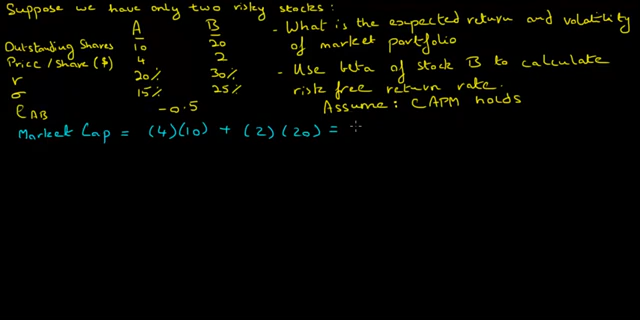 Suppose we have only two risky stocks:
A B
Outstanding Shares 10 20
Price/share ($) 4 2
r 20% 30%
σ 15% 25%
ρAB -0.5
- What is the expected return and volatility
of market portfolio
- Use beta of stock B to calculate
risk free return rate.
Assume: CAPM holds
Market Cap = (4)(10) + (2)(20) =